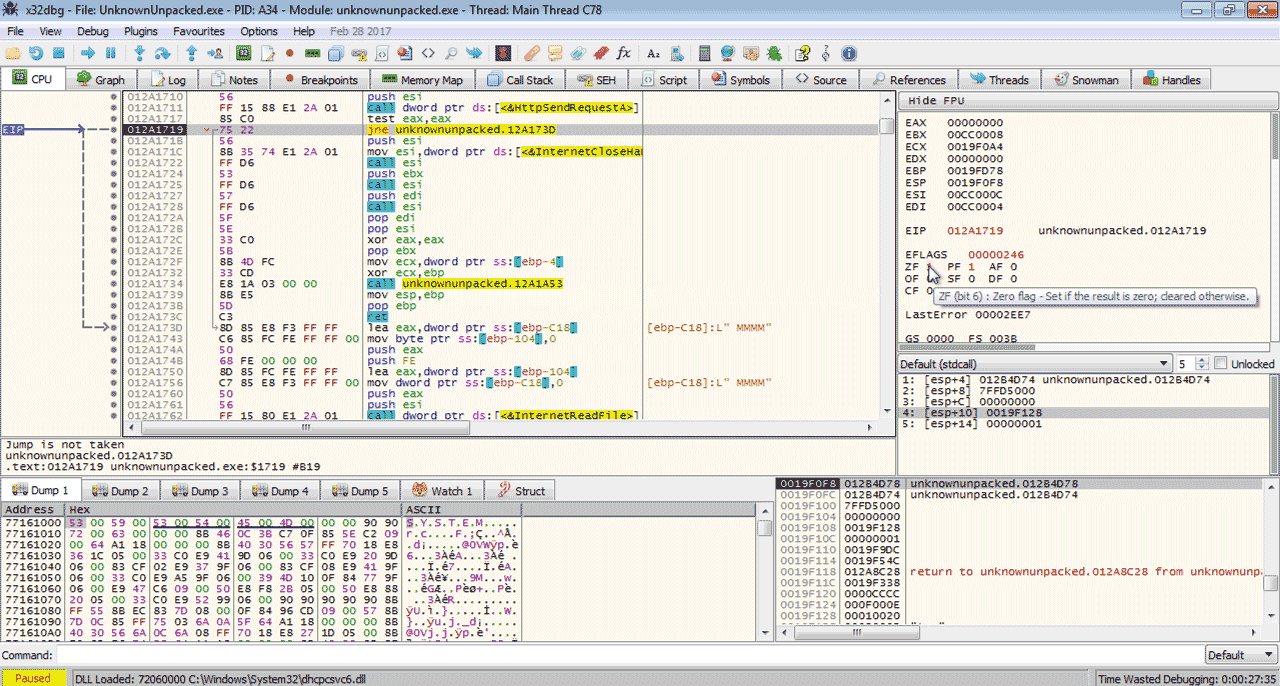 x32dbg - File: UnknownUnpacked.exe - PID: A34 - Module: unknownunpacked.exe - Thread: Main Thread C78
File View Debug Plugins Favourites Options Help Feb 28 2017
CPU Graph Log Notes Breakpoints Memory Map Call Stack SEH Script Symbols Source References Threads Snowman Handles
012A1710 56 push esi
012A1711 FF 15 88 E1 2A 01 call dword ptr ds:[<&HttpSendRequestA>]
012A1717 85 C0 test eax,eax
EIP 012A1719 75 22 jne unknownunpacked.12A173D
012A171B 56 push esi
012A171C 8B 35 74 E1 2A 01 mov esi,dword ptr ds:[<&InternetCloseHan
012A1722 FF D6 call esi
012A1724 53 push ebx
012A1725 FF D6 call esi
012A1727 57 push edi
012A1728 FF D6 call esi
012A172A 5F pop edi
012A172B 5E pop esi
012A172C 33 C0 xor eax,eax
012A172E 5B pop ebx
012A172F 8B 4D FC mov ecx,dword ptr ss:[ebp-4]
012A1732 33 CD xor ecx,ebp
012A1734 E8 1A 03 00 00 call unknownunpacked.12A1A53
012A1739 8B E5 mov esp,ebp
012A173B 5D pop ebp
012A173C C3 ret
012A173D 8D 85 E8 F3 FF FF lea eax,dword ptr ss:[ebp-C18] [ebp-C18]:L" MMMM"
012A1743 C6 85 FC FE FF FF 00 mov byte ptr ss:[ebp-104],0
012A174A 50 push eax
012A174B 68 FE 00 00 00 push FE
012A1750 8D 85 FC FE FF FF lea eax,dword ptr ss:[ebp-104]
012A1756 C7 85 E8 F3 FF FF 00 mov dword ptr ss:[ebp-C18],0 [ebp-C18]:L" MMMM"
012A1760 50 push eax
012A1761 56 push esi
012A1762 FF 15 80 E1 2A 01 call dword ptr ds:[<&InternetReadFile>]
Hide FPU
EAX 00000000
EBX 00CC0008
ECX 0019F0A4
EDX 00000000
EBP 0019FD78
ESP 0019F0F8
ESI 00CC000C
EDI 00CC0004
EIP 012A1719 unknownunpacked.012A1719
EFLAGS 00000246
ZF PF 1 AF 0
OF SF 0 DF 0
CF 0
ZF (bit 6) : Zero flag - Set if the result is zero; cleared otherwise.
LastError 00002EE7
GS 0000 FS 003B
Default (stdcall) 5 Unlocked
1: [esp+4] 012B4D74 unknownunpacked.012B4D74
2: [esp+8] 7FFD5000
3: [esp+C] 00000000
4: [esp+10] 0019F128
5: [esp+14] 00000001
Jump is not taken
unknownunpacked.012A173D
.text:012A1719 unknownunpacked.exe:$1719 #B19
Dump 1 Dump 2 Dump 3 Dump 4 Dump 5 Watch 1 Struct
Address Hex ASCII
77161000 53 00 59 00 53 00 54 00 45 00 4D 00 00 00 90 90 S.Y.S.T.E.M.....
77161010 72 00 63 00 00 00 8B 46 0C 3B C7 0F 85 5E C2 09
77161020 00 64 A1 18 00 00 00 8B 40 30 56 57 FF 70 18 E8
77161030 36 1C 05 00 33 C0 E9 41 9D 06 00 33 C0 E9 20 9D
77161040 06 00 83 CF 02 E9 37 9F 06 00 83 CF 08 E9 41 9F
77161050 06 00 33 C0 E9 A5 9F 06 00 39 4D 10 0F 84 77 9F
77161060 06 00 E9 47 C6 09 00 50 E8 F8 2B 05 00 50 E8 88
77161070 20 05 00 33 C0 E9 52 99 06 00 90 90 90 90 90 8B
77161080 FF 55 8B EC 83 7D 08 00 0F 84 96 CD 09 00 57 8B
77161090 7D 0C 85 FF 75 03 6A 0A 5F 64 A1 18 00 00 00 8B
771610A0 40 30 56 6A 0C 6A 08 FF 70 18 E8 27 1D 05 00 8B
0019F0F8 012B4D78 unknownunpacked.012B4D78
0019F0FC 012B4D74 unknownunpacked.012B4D74
0019F100 7FFD5000
0019F104 00000000
0019F108 0019F128
0019F10C 00000001
0019F110 0019F9DC
0019F114 0019F54C
0019F118 012A8C28 return to unknownunpacked.012A8C28 from unknownunpa
0019F11C 0019F338
0019F120 0000CCCC
0019F124 000F000E
0019F128 00010020
Command: Default
Paused DLL Loaded: 72060000 C:\Windows\System32\dhcpcsvc6.dll Time Wasted Debugging: 0:00:27:35